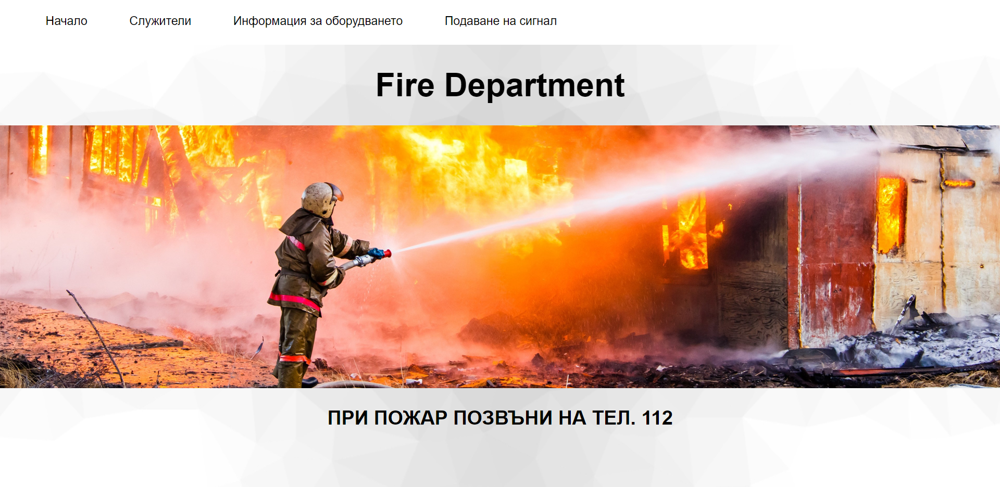 Начало Служители Информация за оборудването Подаване на сигнал
Fire Department
ПРИ ПОЖАР ПОЗВЪНИ НА ТЕЛ. 112